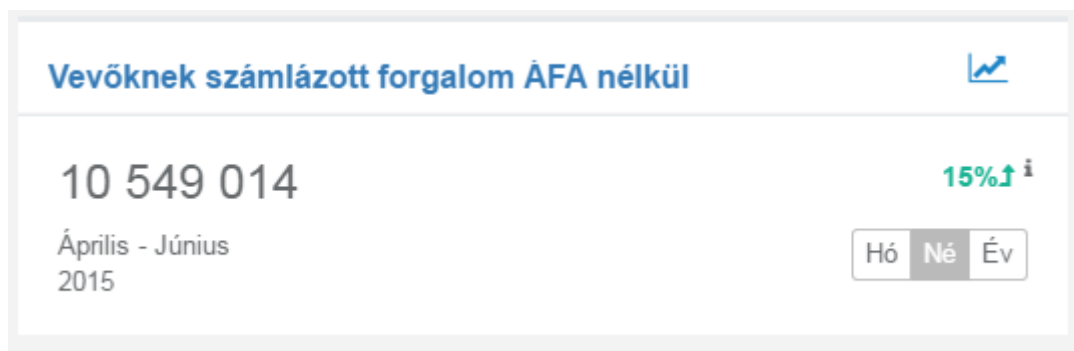 Vevőknek számlázott forgalom ÁFA nélkül
10 549 014
15%
Április - Június
2015
Hó Né Év